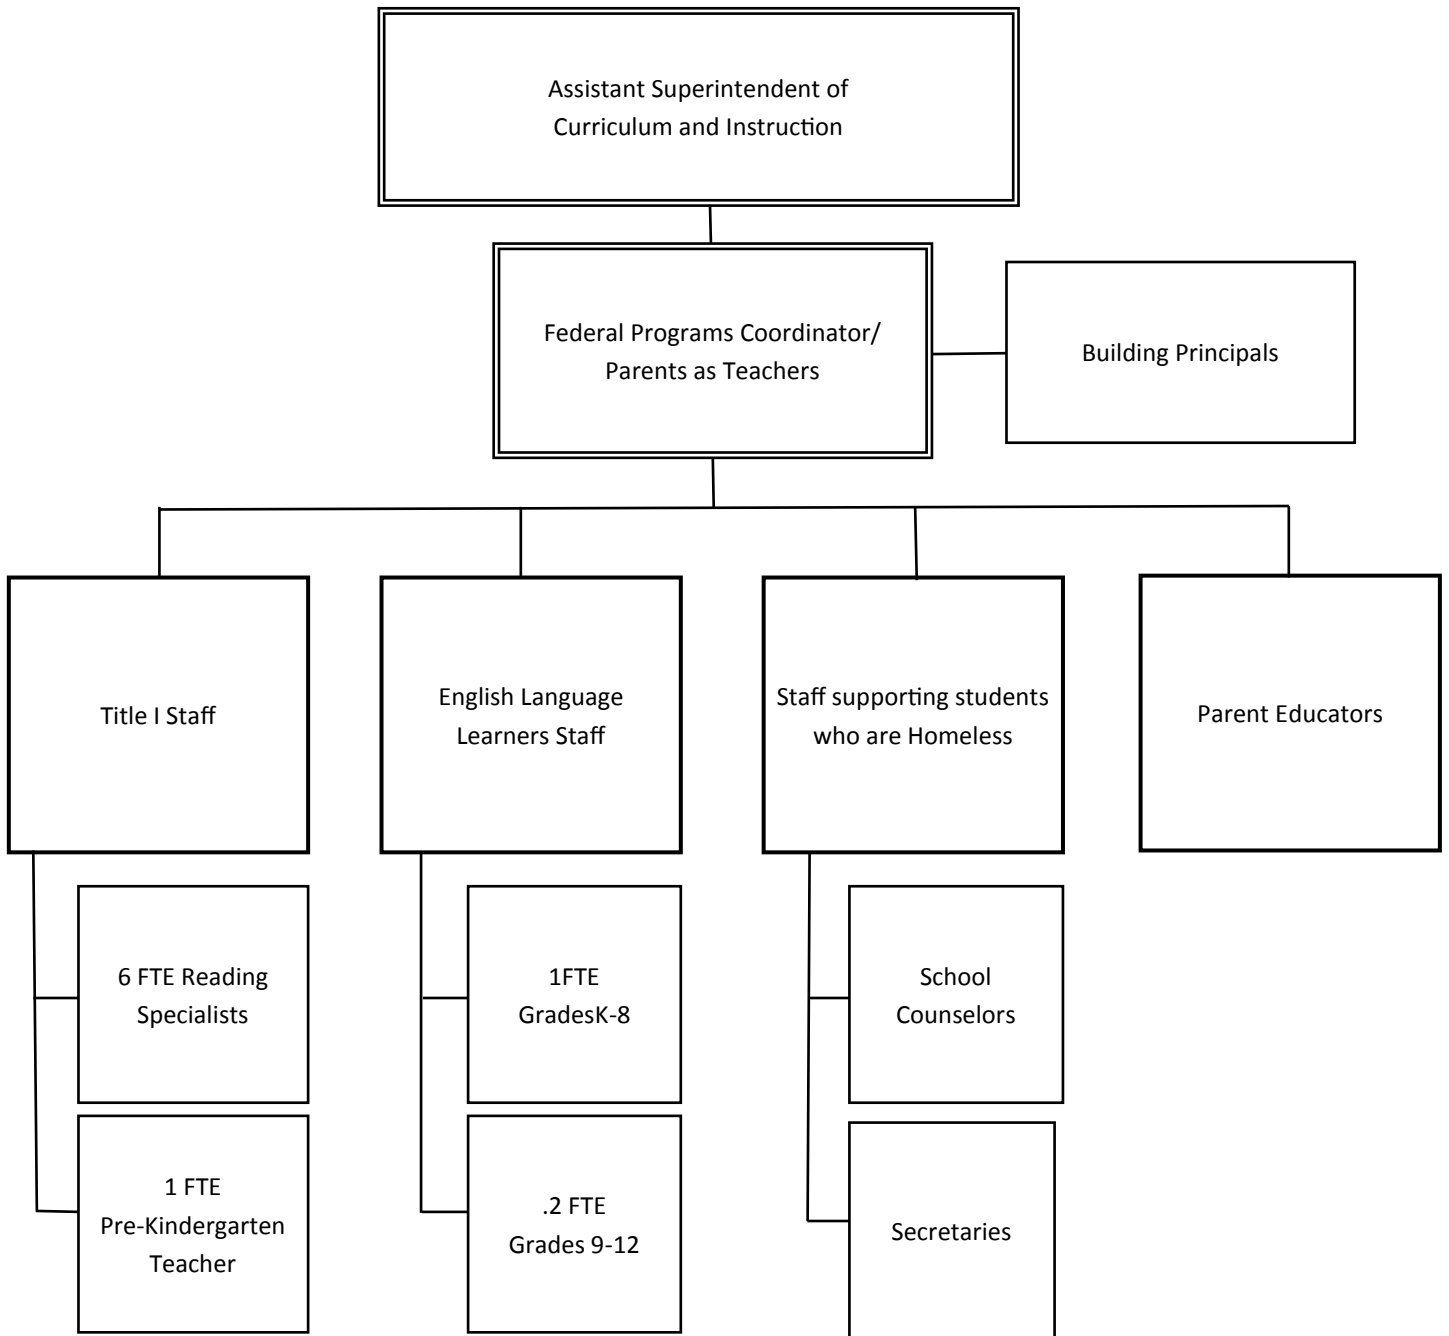 Assistant Superintendent of
Curriculum and Instruction
Federal Programs Coordinator/
Parents as Teachers
Building Principals
Title I Staff
English Language
Learners Staff
Staff supporting students
who are Homeless
Parent Educators
6 FTE Reading
Specialists
1FTE
GradesK-8
School
Counselors
1 FTE
Pre-Kindergarten
Teacher
.2 FTE
Grades 9-12
Secretaries